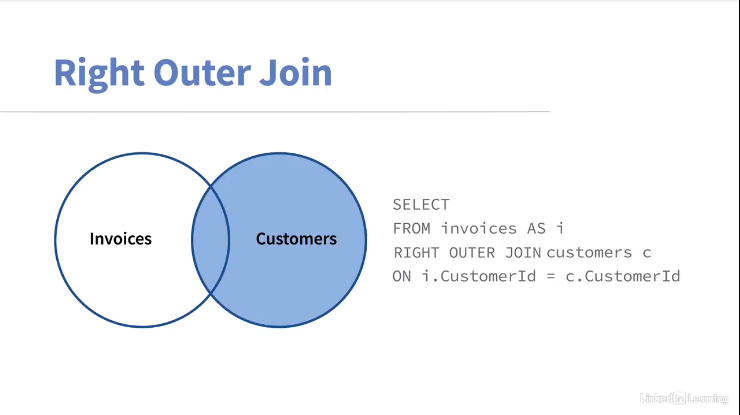 Right Outer Join
Invoices
Customers
SELECT
FROM invoices AS i
RIGHT OUTER JOIN customers c
ON i.CustomerId = c.CustomerId
Linked in Learning